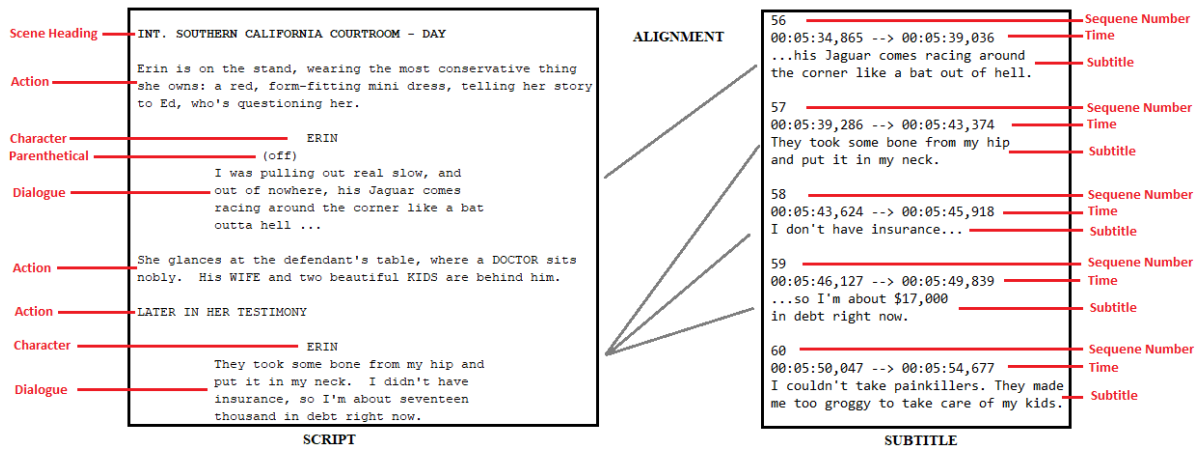 Scene Heading
INT. SOUTHERN CALIFORNIA COURTROOM - DAY
Action
Erin is on the stand, wearing the most conservative thing
she owns: a red, form-fitting mini dress, telling her story
to Ed, who's questioning her.
Character
ERIN
Parenthetical
(off)
Dialogue
I was pulling out real slow, and
out of nowhere, his Jaguar comes
racing around the corner like a bat
outta hell ...
Action
She glances at the defendant's table, where a DOCTOR sits
nobly. His WIFE and two beautiful KIDS are behind him.
Action
LATER IN HER TESTIMONY
Character
ERIN
Dialogue
They took some bone from my hip and
put it in my neck. I didn't have
insurance, so I'm about seventeen
thousand in debt right now.
SCRIPT
ALIGNMENT
56
Sequene Number
00:05:34,865 --> 00:05:39,036
Time
...his Jaguar comes racing around
the corner like a bat out of hell.
Subtitle
57
Sequene Number
00:05:39,286 --> 00:05:43,374
Time
They took some bone from my hip
and put it in my neck.
Subtitle
58
Sequene Number
00:05:43,624 --> 00:05:45,918
Time
I don't have insurance...
Subtitle
59
Sequene Number
00:05:46,127 --> 00:05:49,839
Time
...so I'm about $17,000
in debt right now.
Subtitle
60
Sequene Number
00:05:50,047 --> 00:05:54,677
Time
I couldn't take painkillers. They made
me too groggy to take care of my kids.
Subtitle
SUBTITLE